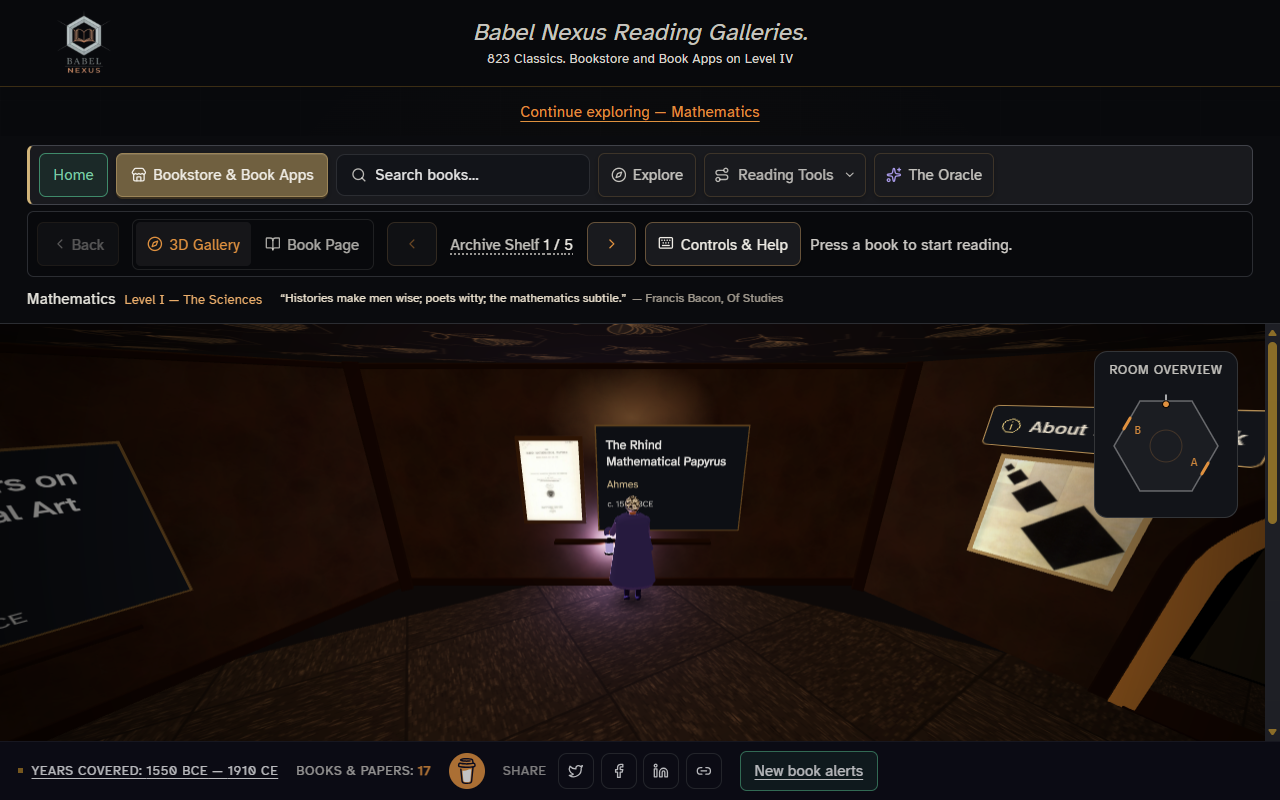 BABEL
NEXUS
Babel Nexus Reading Galleries.
823 Classics. Bookstore and Book Apps on Level IV
Continue exploring — Mathematics
Home
Bookstore & Book Apps
Search books...
Explore
Reading Tools
The Oracle
Back
3D Gallery
Book Page
Archive Shelf 1 / 5
Controls & Help
Press a book to start reading.
Mathematics
Level I — The Sciences
“Histories make men wise; poets witty; the mathematics subtile.” — Francis Bacon, Of Studies
ROOM OVERVIEW
B
A
About
The Rhind
Mathematical Papyrus
Ahmes
on
Art
CE
YEARS COVERED: 1550 BCE — 1910 CE
BOOKS & PAPERS: 17
SHARE
New book alerts